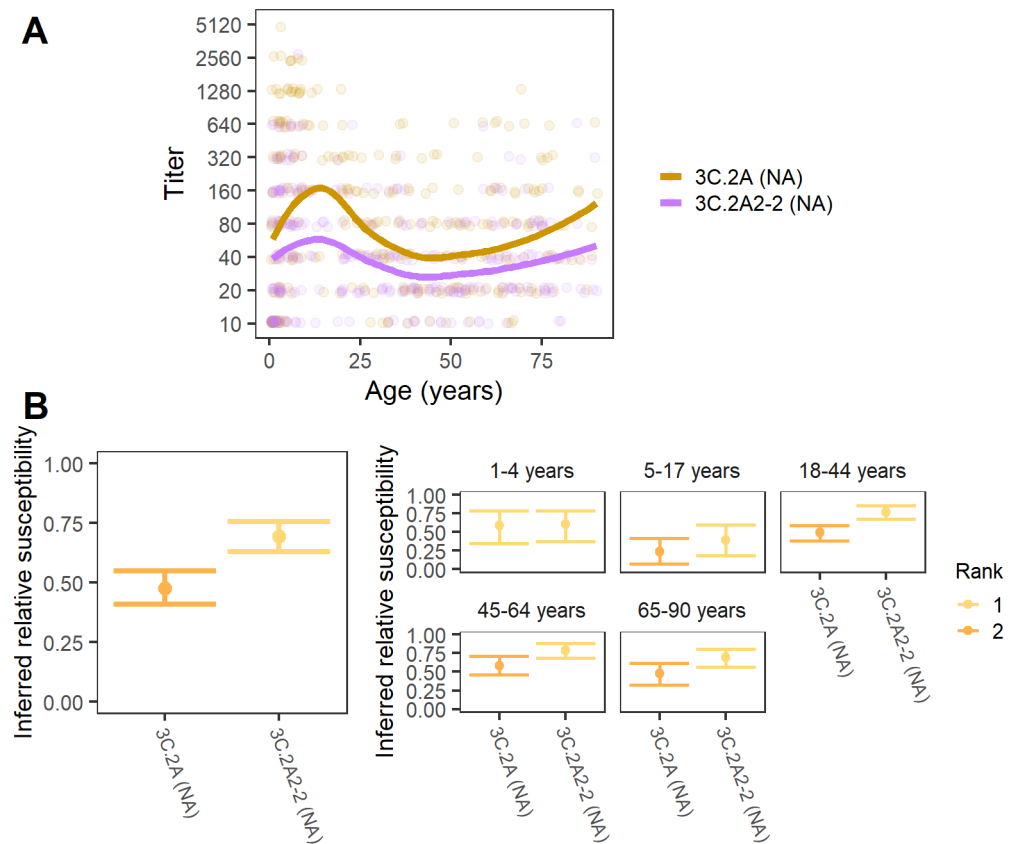 A
5120
2560
1280
640
320
160
80
40
20
10
Titer
0 25 50 75
Age (years)
3C.2A (NA)
3C.2A2-2 (NA)
B
Inferred relative susceptibility
1.00
0.75
0.50
0.25
0.00
3C.2A (NA)
3C.2A2-2 (NA)
Inferred relative susceptibility
1-4 years
5-17 years
18-44 years
1.00
0.75
0.50
0.25
0.00
3C.2A (NA)
3C.2A2-2 (NA)
45-64 years
65-90 years
1.00
0.75
0.50
0.25
0.00
3C.2A (NA)
3C.2A2-2 (NA)
3C.2A (NA)
3C.2A2-2 (NA)
Rank
1
2